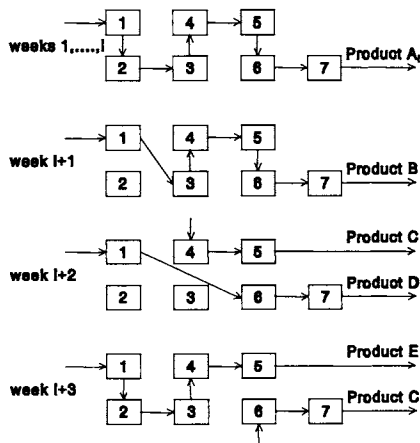 1 4 5
weeks 1,....,i
2 3 6 7 Product A
week i+1
1 4 5
2 3 6 7 Product B
week i+2
1 4 5 Product C
2 3 6 7 Product D
week i+3
1 4 5 Product E
2 3 6 7 Product C